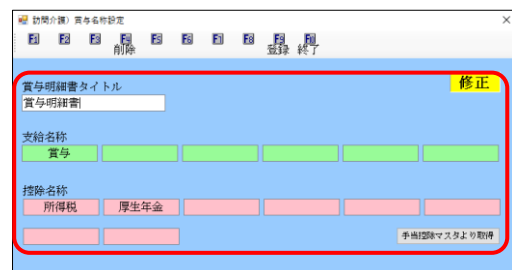 訪問介護）賞与名称設定
F1 F2 F3 F4 F5 F6 F7 F8 F9 F10
削除 登録 終了
修正
賞与明細書タイトル
賞与明細書
支給名称
賞与
控除名称
所得税 厚生年金
手当控除マスタより取得